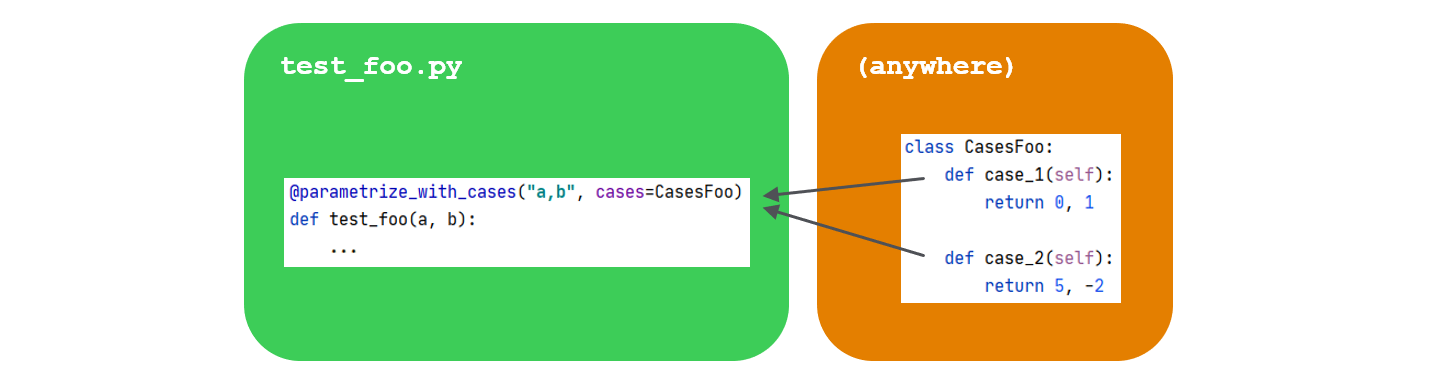 test_foo.py
@parametrize_with_cases("a,b", cases=CasesFoo)
def test_foo(a, b):
    ...
(anywhere)
class CasesFoo:
    def case_1(self):
        return 0, 1
    def case_2(self):
        return 5, -2